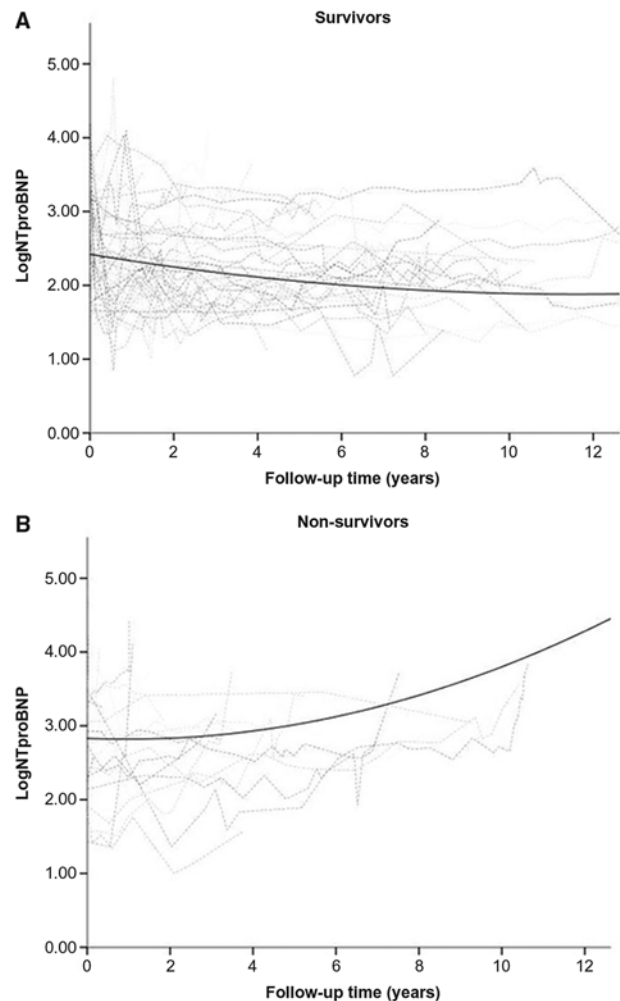 A
Survivors
5.00
4.00
3.00
2.00
1.00
0.00
LogNTproBNP
0 2 4 6 8 10 12
Follow-up time (years)
B
Non-survivors
5.00
4.00
3.00
2.00
1.00
0.00
LogNTproBNP
0 2 4 6 8 10 12
Follow-up time (years)